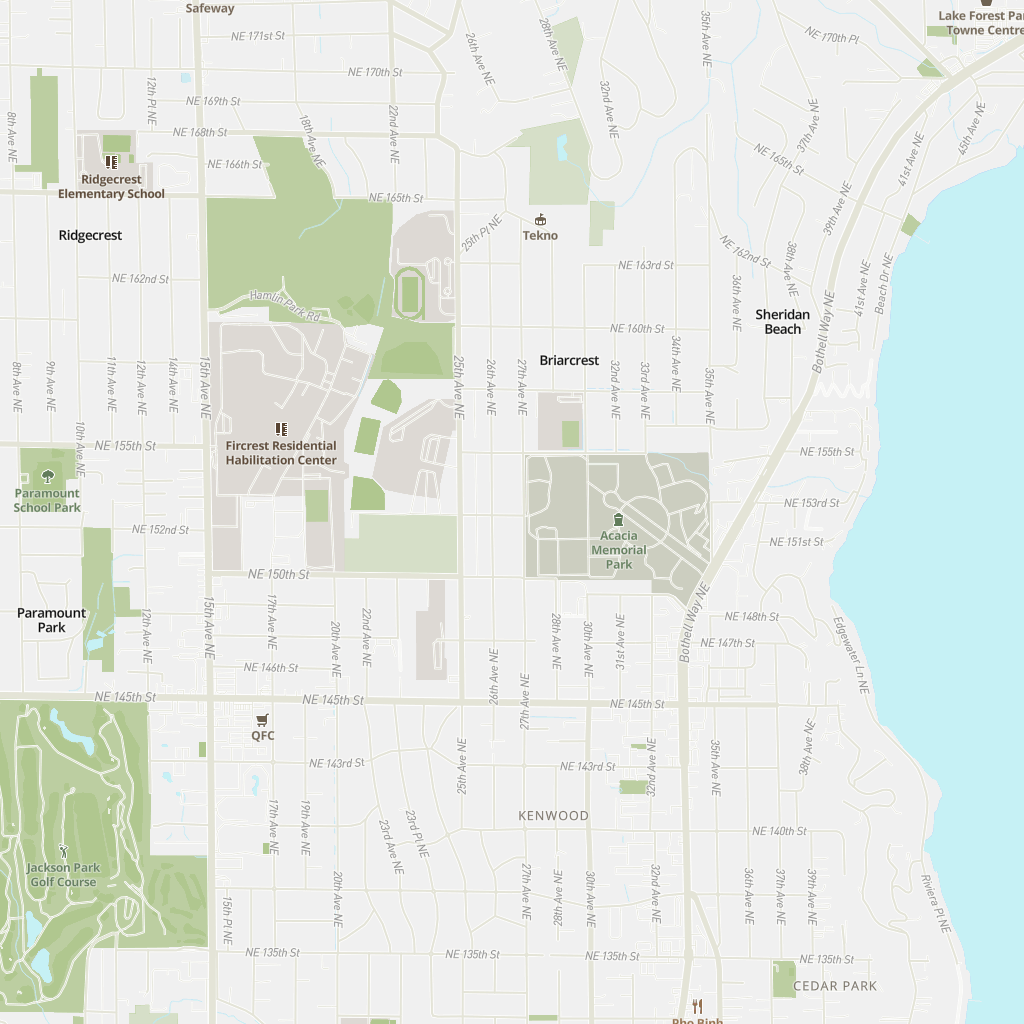 Safeway
NE 171st St
26th Ave NE
28th Ave NE
35th Ave NE
NE 170th Pl
Lake Forest Par
Towne Centre
NE 170th St
12th Pl NE
NE 169th St
8th Ave NE
22nd Ave NE
18th Ave NE
32nd Ave NE
37th Ave NE
45th Ave NE
41st Ave NE
NE 168th St
NE 166th St
NE 165th St
Ridgecrest
Elementary School
NE 165th St
39th Ave NE
Ridgecrest
25th Pl NE
Tekno
NE 162nd St
NE 163rd St
NE 162nd St
38th Ave NE
36th Ave NE
41st Ave NE
Beach Dr NE
Hamlin Park Rd
Sheridan
Beach
Bothell Way NE
NE 160th St
Briarcrest
8th Ave NE
9th Ave NE
11th Ave NE
12th Ave NE
14th Ave NE
15th Ave NE
25th Ave NE
26th Ave NE
27th Ave NE
32nd Ave NE
33rd Ave NE
34th Ave NE
35th Ave NE
10th Ave NE
NE 155th St
Fircrest Residential
Habilitation Center
NE 155th St
Paramount
School Park
NE 153rd St
NE 152nd St
Acacia
Memorial
Park
NE 151st St
NE 150th St
Paramount
Park
12th Ave NE
15th Ave NE
17th Ave NE
20th Ave NE
22nd Ave NE
28th Ave NE
30th Ave NE
31st Ave NE
Bothell Way NE
NE 148th St
NE 147th St
Edgewater Ln NE
NE 146th St
26th Ave NE
27th Ave NE
NE 145th St
NE 145th St
NE 145th St
QFC
25th Ave NE
32nd Ave NE
35th Ave NE
38th Ave NE
NE 143rd St
NE 143rd St
17th Ave NE
19th Ave NE
23rd Ave NE
23rd Pl NE
KENWOOD
NE 140th St
Jackson Park
Golf Course
15th Pl NE
20th Ave NE
27th Ave NE
28th Ave NE
30th Ave NE
32nd Ave NE
36th Ave NE
37th Ave NE
39th Ave NE
Riviera Pl NE
NE 135th St
NE 135th St
NE 135th St
NE 135th St
CEDAR PARK
Pho Binh